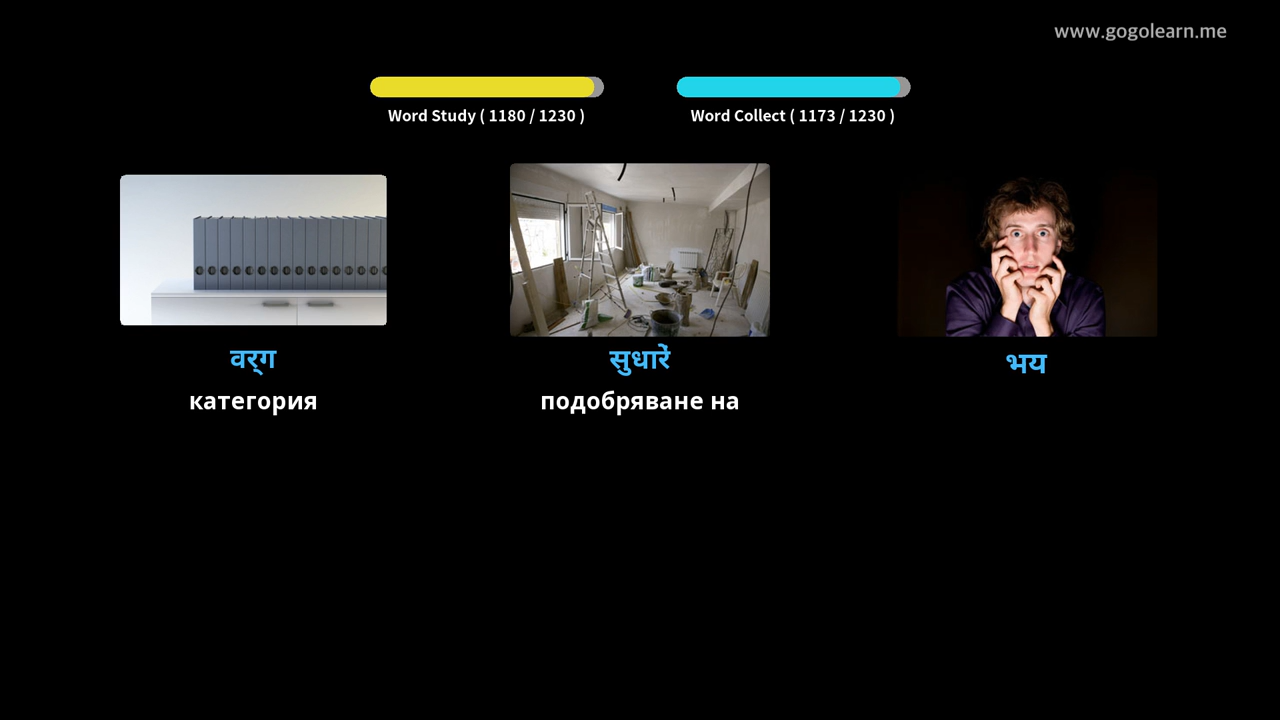 www.gogolearn.me
Word Study ( 1180 / 1230 )
Word Collect ( 1173 / 1230 )
वर्ग
категория
सुधारें
подобряване на
भय